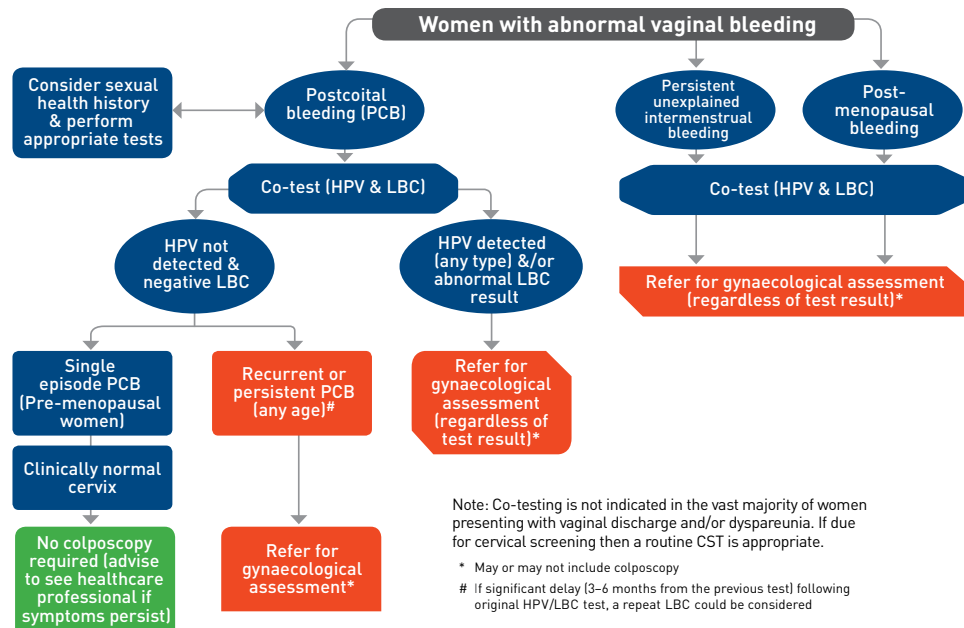 Women with abnormal vaginal bleeding
Consider sexual
health history
& perform
appropriate tests
Postcoital
bleeding (PCB)
Persistent
unexplained
intermenstrual
bleeding
Post-
menopausal
bleeding
Co-test (HPV & LBC)
Co-test (HPV & LBC)
HPV not
detected &
negative LBC
HPV detected
(any type) &/or
abnormal LBC
result
Refer for gynaecological assessment
(regardless of test result)*
Single
episode PCB
(Pre-menopausal
women)
Recurrent or
persistent PCB
(any age)#
Refer for
gynaecological
assessment
(regardless of
test result)*
Clinically normal
cervix
No colposcopy
required (advise
to see healthcare
professional if
symptoms persist)
Refer for
gynaecological
assessment*
Note: Co-testing is not indicated in the vast majority of women
presenting with vaginal discharge and/or dyspareunia. If due
for cervical screening then a routine CST is appropriate.
* May or may not include colposcopy
# If significant delay (3–6 months from the previous test) following
original HPV/LBC test, a repeat LBC could be considered